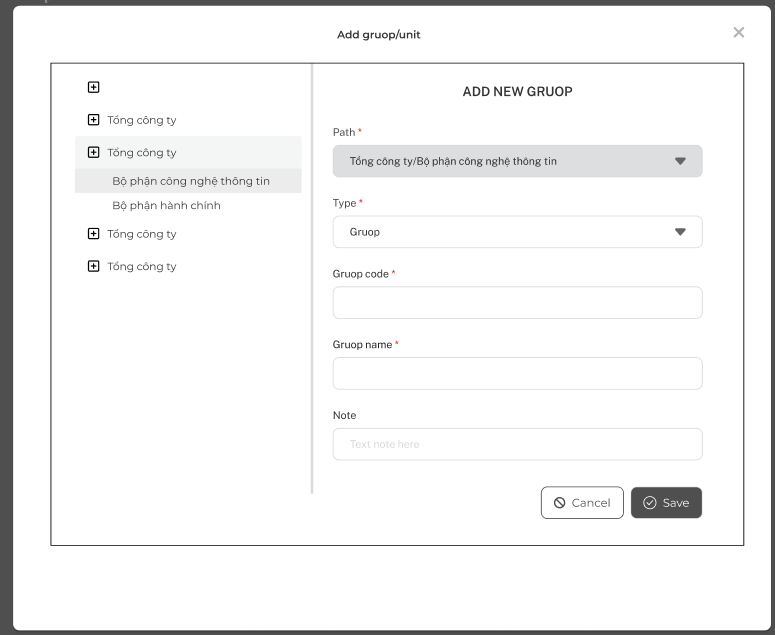 Add gruop/unit
Tổng công ty
Tổng công ty
Bộ phận công nghệ thông tin
Bộ phận hành chính
Tổng công ty
Tổng công ty
ADD NEW GRUOP
Path *
Tổng công ty/Bộ phận công nghệ thông tin
Type *
Gruop
Gruop code *
Gruop name *
Note
Text note here
Cancel
Save